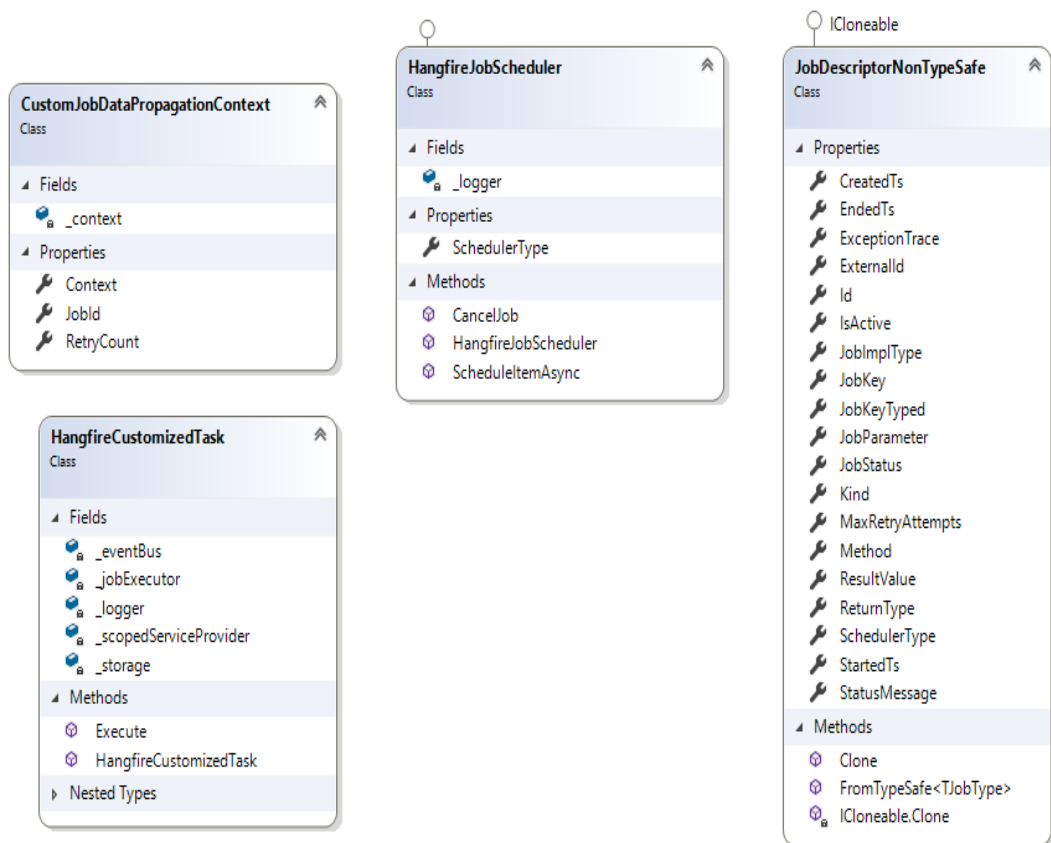 CustomJobDataPropagationContext
Class
Fields
_context
Properties
Context
JobId
RetryCount
HangfireCustomizedTask
Class
Fields
_eventBus
_jobExecutor
_logger
_scopedServiceProvider
_storage
Methods
Execute
HangfireCustomizedTask
Nested Types
HangfireJobScheduler
Class
Fields
_logger
Properties
SchedulerType
Methods
CancelJob
HangfireJobScheduler
ScheduleItemAsync
ICloneable
JobDescriptorNonTypeSafe
Class
Properties
CreatedTs
EndedTs
ExceptionTrace
ExternalId
Id
IsActive
JobImplType
JobKey
JobKeyTyped
JobParameter
JobStatus
Kind
MaxRetryAttempts
Method
ResultValue
ReturnType
SchedulerType
StartedTs
StatusMessage
Methods
Clone
FromTypeSafe<TJobType>
ICloneable.Clone